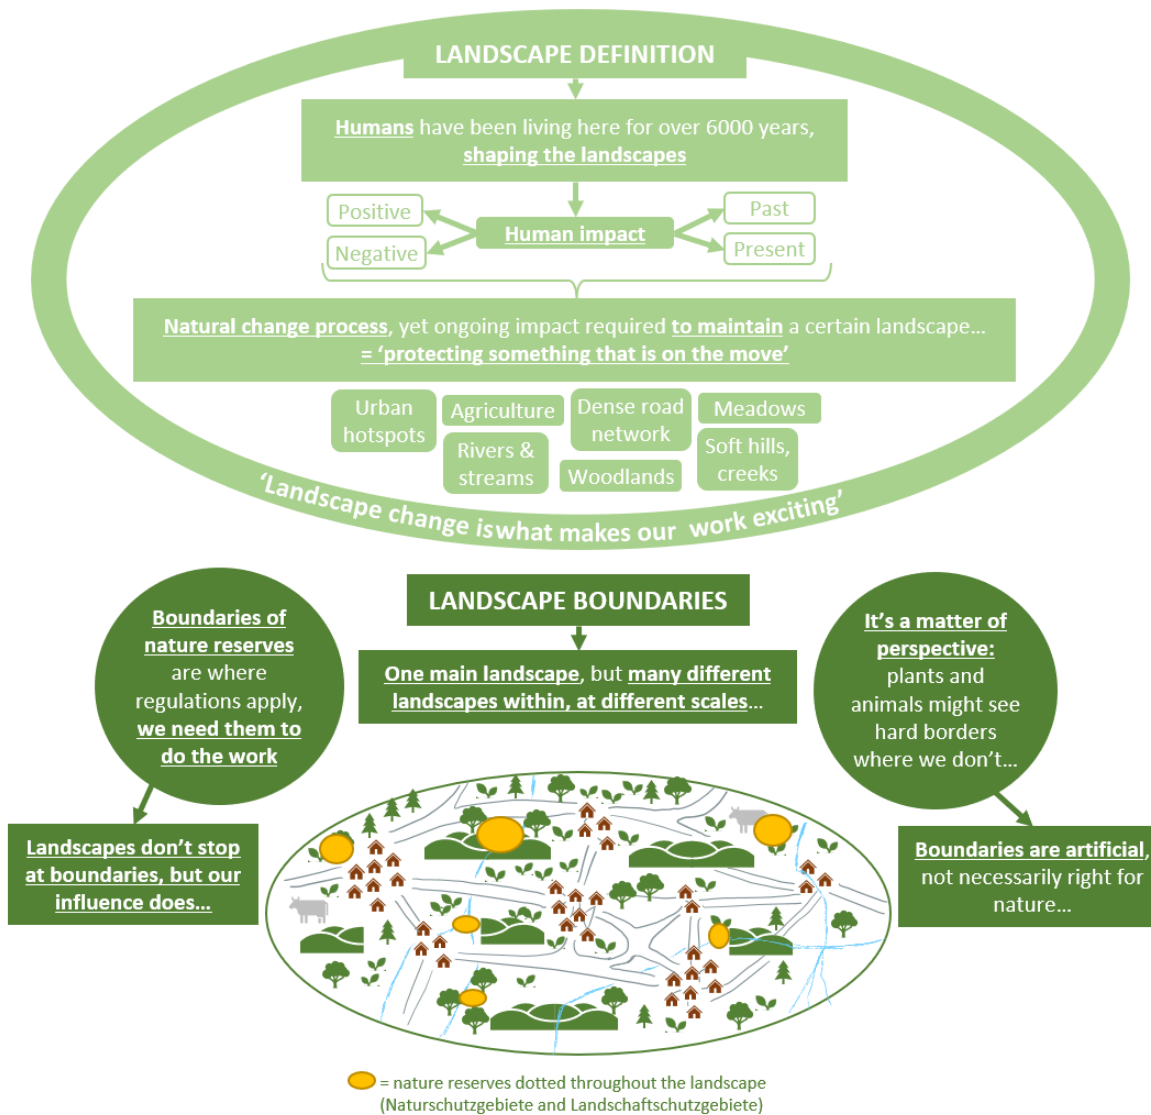 LANDSCAPE DEFINITION
Humans have been living here for over 6000 years,
shaping the landscapes
Positive
Negative
Human impact
Past
Present
Natural change process, yet ongoing impact required to maintain a certain landscape...
= ‘protecting something that is on the move’
Urban
hotspots
Agriculture
Dense road
network
Meadows
Rivers &
streams
Woodlands
Soft hills,
creeks
‘Landscape change is what makes our work exciting’
Boundaries of
nature reserves
are where
regulations apply,
we need them to
do the work
Landscapes don’t stop
at boundaries, but our
influence does...
LANDSCAPE BOUNDARIES
One main landscape, but many different
landscapes within, at different scales...
It’s a matter of
perspective:
plants and
animals might see
hard borders
where we don’t...
Boundaries are artificial,
not necessarily right for
nature...
= nature reserves dotted throughout the landscape
(Naturschutzgebiete and Landschaftschutzgebiete)